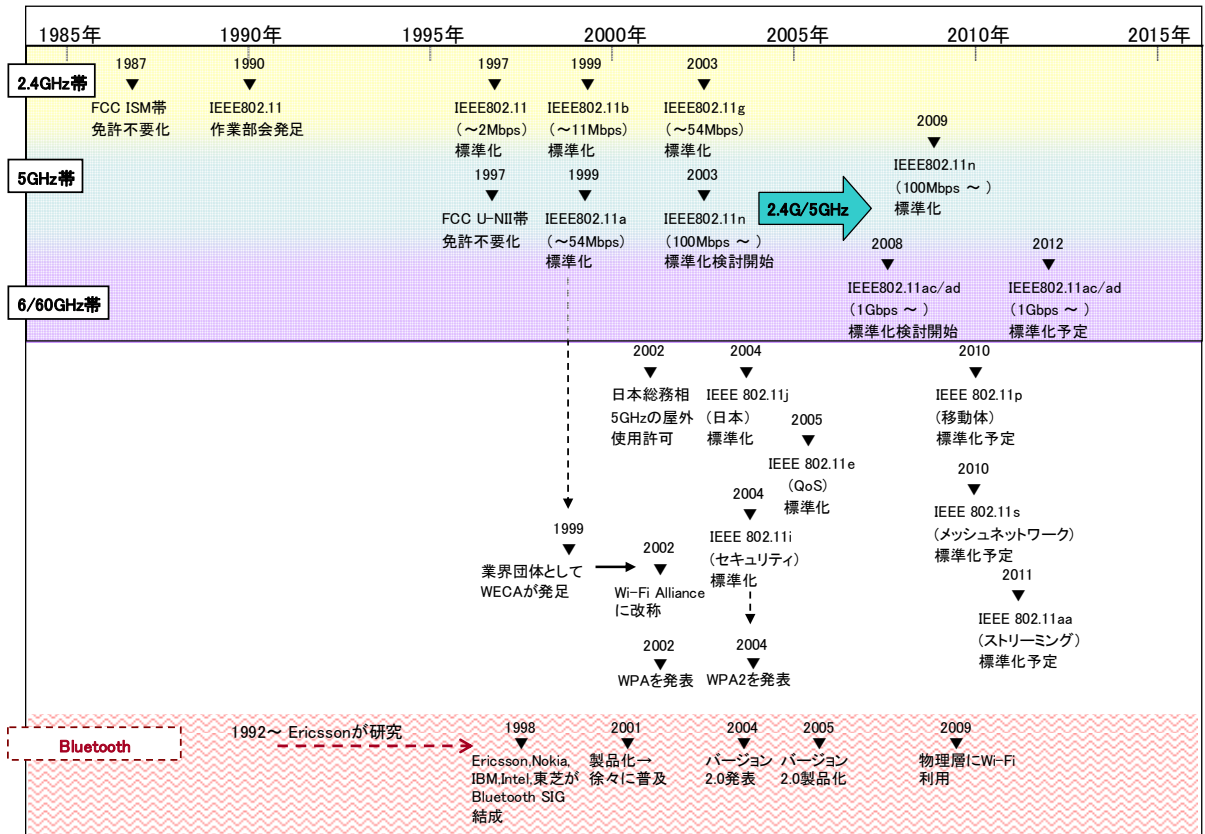 1985年 1990年 1995年 2000年 2005年 2010年 2015年
2.4GHz帯
1987
FCC ISM帯
免許不要化
1990
IEEE802.11
作業部会発足
1997
IEEE802.11
(～2Mbps)
標準化
1999
IEEE802.11b
(～11Mbps)
標準化
2003
IEEE802.11g
(～54Mbps)
標準化
5GHz帯
1997
FCC U-NII帯
免許不要化
1999
IEEE802.11a
(～54Mbps)
標準化
2003
IEEE802.11n
(100Mbps ～ )
標準化検討開始
2.4G/5GHz
2009
IEEE802.11n
(100Mbps ～ )
標準化
6/60GHz帯
2008
IEEE802.11ac/ad
(1Gbps ～ )
標準化検討開始
2012
IEEE802.11ac/ad
(1Gbps ～ )
標準化予定
2002
日本総務相
5GHzの屋外
使用許可
2004
IEEE 802.11j
(日本)
標準化
2005
IEEE 802.11e
(QoS)
標準化
2010
IEEE 802.11p
(移動体)
標準化予定
2010
IEEE 802.11s
(メッシュネットワーク)
標準化予定
2011
IEEE 802.11aa
(ストリーミング)
標準化予定
1999
業界団体として
WECAが発足
2002
Wi-Fi Alliance
に改称
2004
IEEE 802.11i
(セキュリティ)
標準化
2002
WPAを発表
2004
WPA2を発表
Bluetooth
1992～ Ericssonが研究
1998
Ericsson,Nokia,
IBM,Intel,東芝が
Bluetooth SIG
結成
2001
製品化→
徐々に普及
2004
バージョン
2.0発表
2005
バージョン
2.0製品化
2009
物理層にWi-Fi
利用